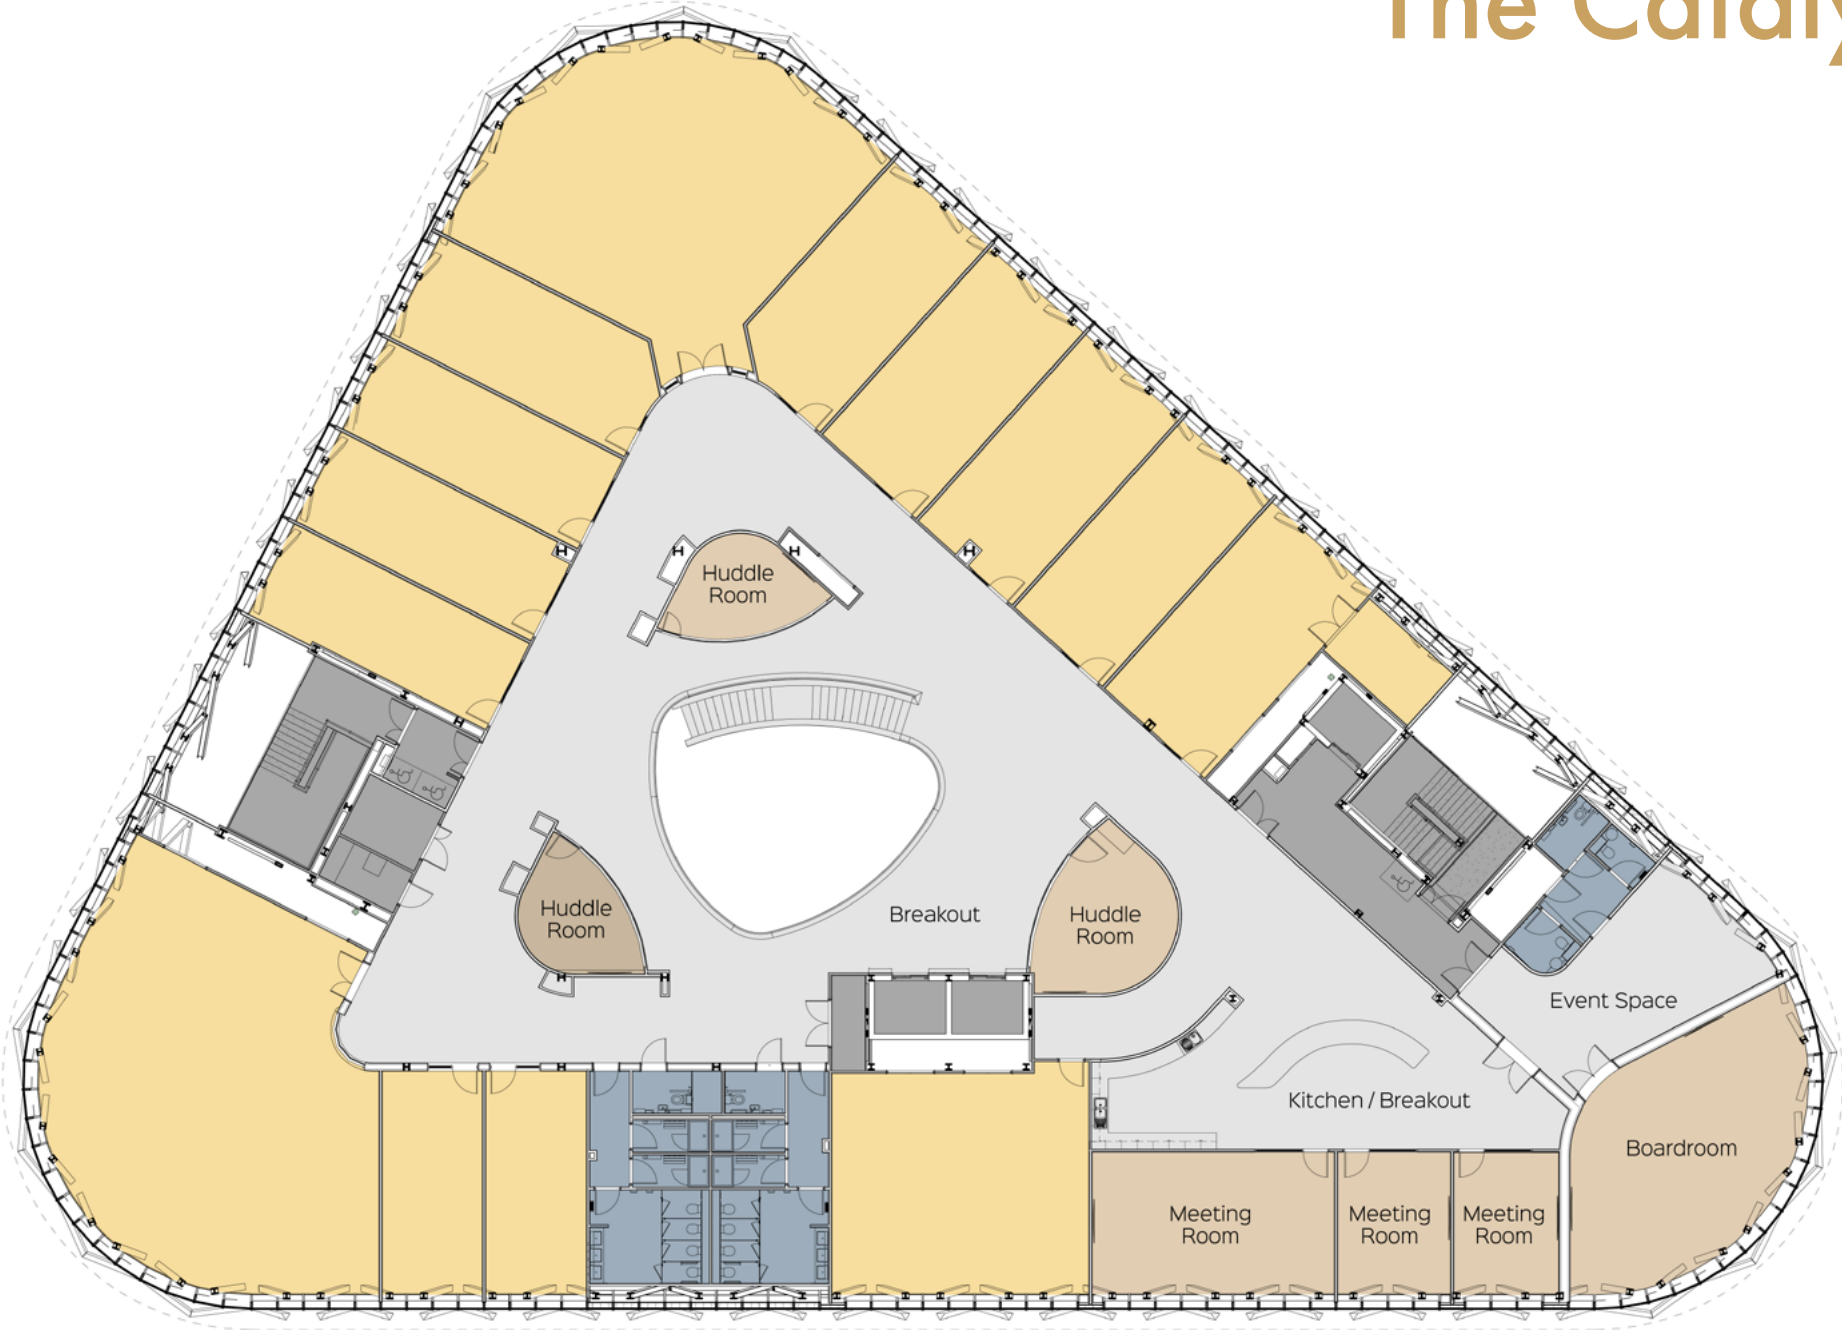 The
Huddle
Room
Huddle
Room
Breakout
Huddle
Room
Event Space
Kitchen / Breakout
Boardroom
Meeting
Room
Meeting
Room
Meeting
Room